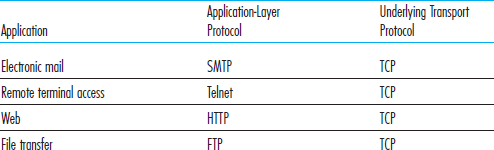 Application-Layer Underlying Transport
Application Protocol Protocol
Electronic mail SMTP TCP
Remote terminal access Telnet TCP
Web HTTP TCP
File transfer FTP TCP